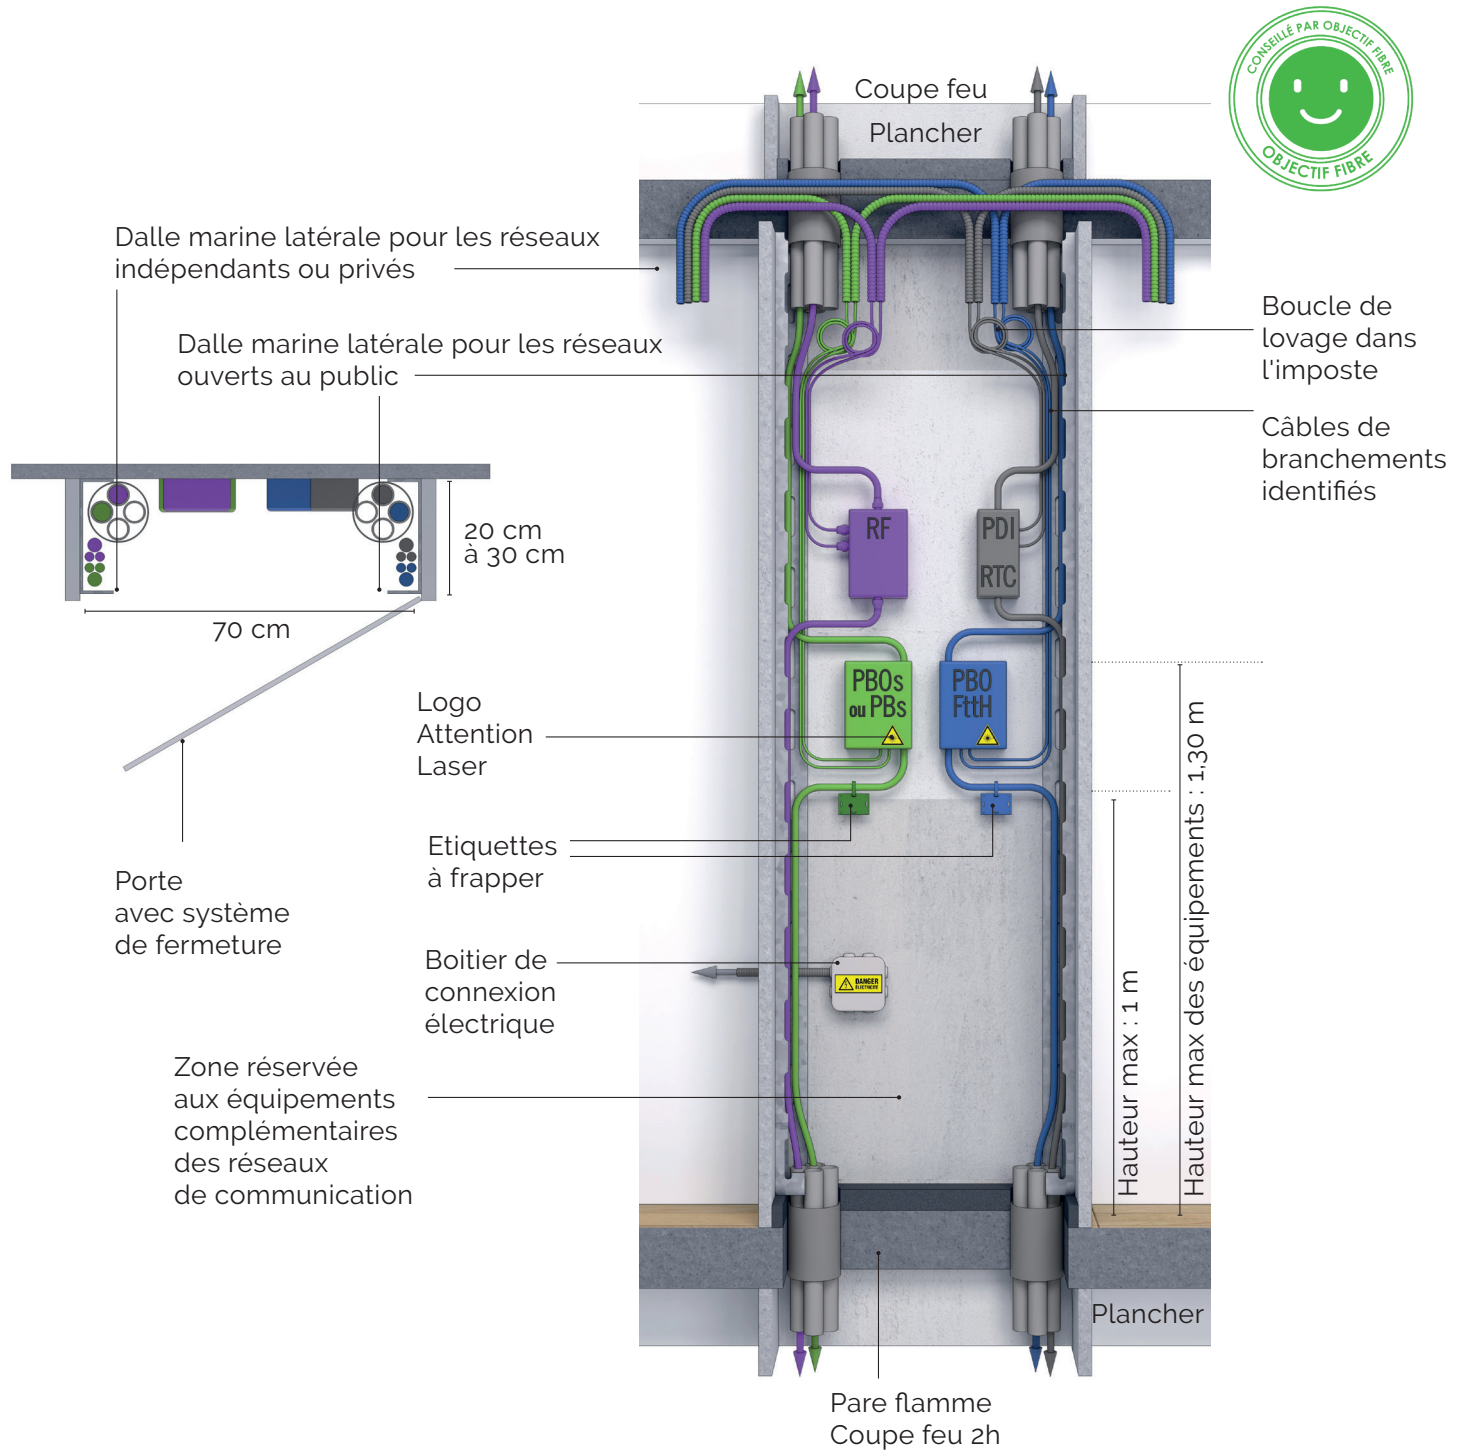 CONSEILLÉ PAR OBJECTIF FIBRE
OBJECTIF FIBRE
Coupe feu
Plancher
Dalle marine latérale pour les réseaux
indépendants ou privés
Dalle marine latérale pour les réseaux
ouverts au public
Boucle de
lovage dans
l'imposte
Câbles de
branchements
identifiés
20 cm
à 30 cm
70 cm
RF
PDI
RTC
PBOs
ou PBs
PBO
FttH
Logo
Attention
Laser
Etiquettes
à frapper
Porte
avec système
de fermeture
Boitier de
connexion
électrique
DANGER
ÉLECTRICITÉ
Zone réservée
aux équipements
complémentaires
des réseaux
de communication
Hauteur max : 1 m
Hauteur max des équipements : 1,30 m
Plancher
Pare flamme
Coupe feu 2h